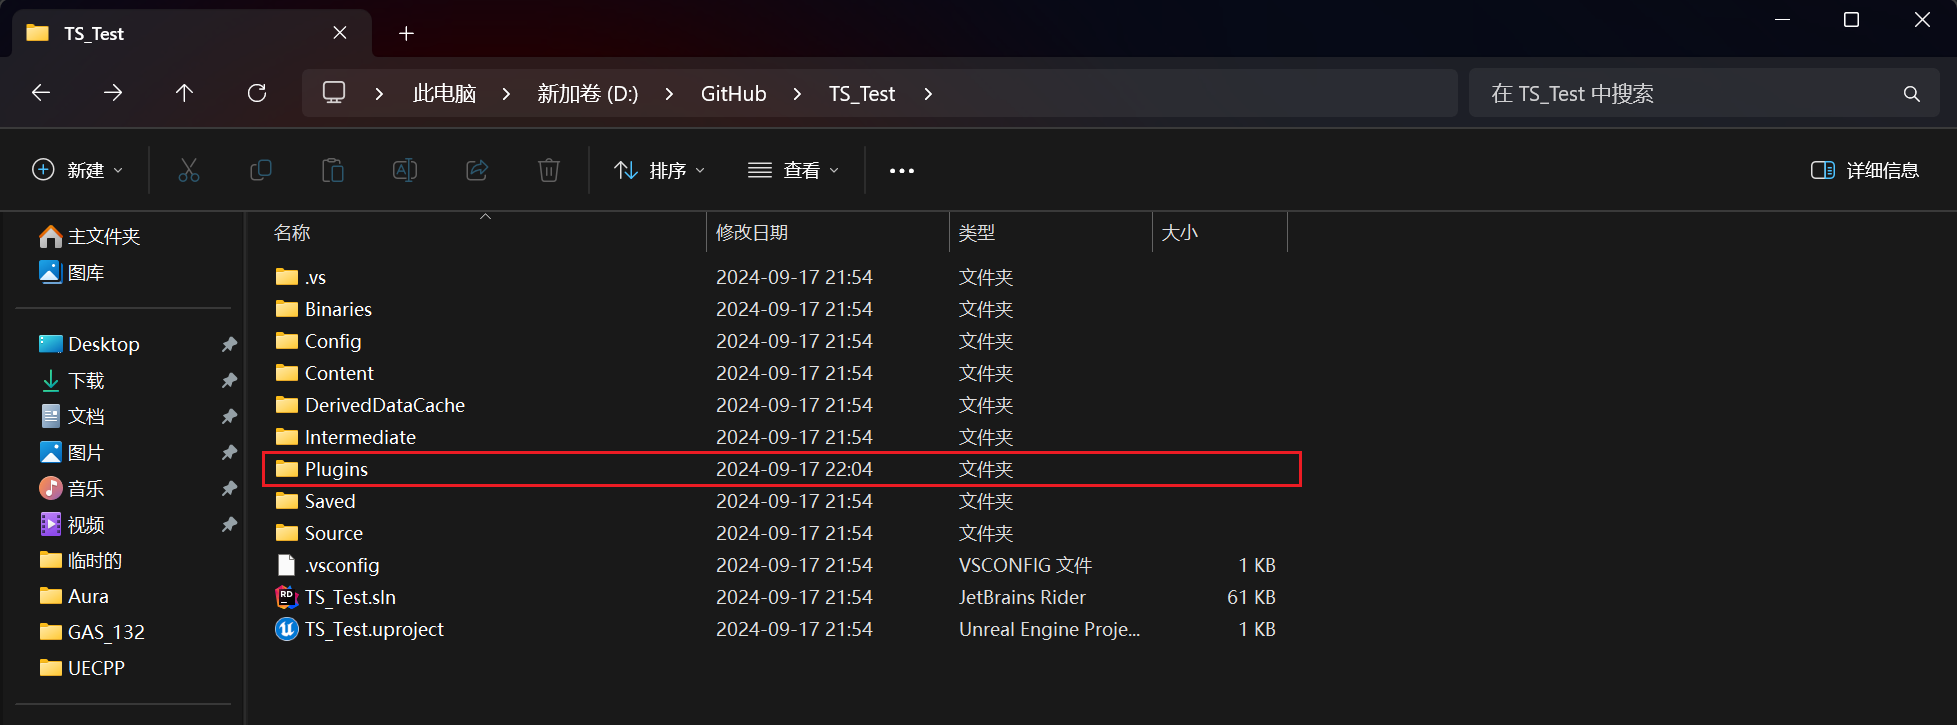 TS_Test
此电脑 新加卷 (D:) GitHub TS_Test
在 TS_Test 中搜索
新建 排序 查看 详细信息
主文件夹
图库
Desktop
下载
文档
图片
音乐
视频
临时的
Aura
GAS_132
UECPP
名称 修改日期 类型 大小
.vs 2024-09-17 21:54 文件夹
Binaries 2024-09-17 21:54 文件夹
Config 2024-09-17 21:54 文件夹
Content 2024-09-17 21:54 文件夹
DerivedDataCache 2024-09-17 21:54 文件夹
Intermediate 2024-09-17 21:54 文件夹
Plugins 2024-09-17 22:04 文件夹
Saved 2024-09-17 21:54 文件夹
Source 2024-09-17 21:54 文件夹
.vsconfig 2024-09-17 21:54 VSCONFIG 文件 1 KB
TS_Test.sln 2024-09-17 21:54 JetBrains Rider 61 KB
TS_Test.uproject 2024-09-17 21:54 Unreal Engine Proje... 1 KB